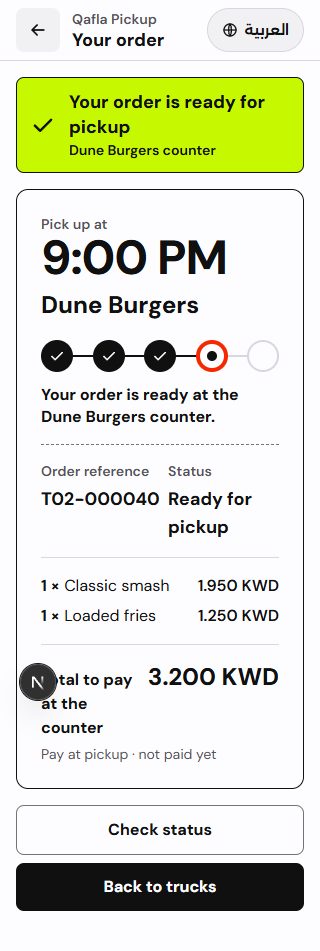 Qafla Pickup
Your order
العربية
Your order is ready for
pickup
Dune Burgers counter
Pick up at
9:00 PM
Dune Burgers
Your order is ready at the
Dune Burgers counter.
Order reference Status
T02-000040 Ready for
pickup
1 × Classic smash 1.950 KWD
1 × Loaded fries 1.250 KWD
N
to pay 3.200 KWD
at the
counter
Pay at pickup · not paid yet
Check status
Back to trucks